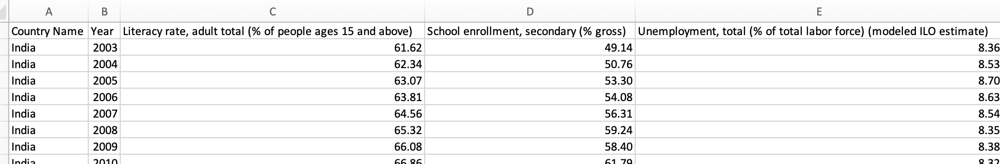 A B C D E
Country Name Year Literacy rate, adult total (% of people ages 15 and above) School enrollment, secondary (% gross) Unemployment, total (% of total labor force) (modeled ILO estimate)
India 2003 61.62 49.14 8.36
India 2004 62.34 50.76 8.53
India 2005 63.07 53.30 8.70
India 2006 63.81 54.08 8.63
India 2007 64.56 56.31 8.54
India 2008 65.32 59.24 8.35
India 2009 66.08 58.40 8.38
India 2010 66.86 61.79 8.32